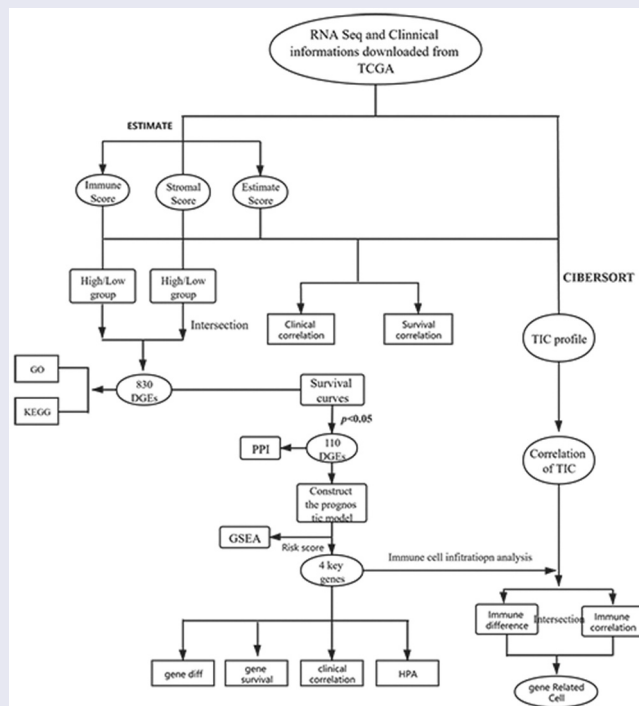 RNA Seq and Clinnical
informations downloaded from
TCGA
ESTIMATE
Immune
Score
Stromal
Score
Estimate
Score
CIBERSORT
High/Low
group
High/Low
group
Intersection
Clinical
correlation
Survival
correlation
TIC profile
GO
KEGG
830
DGEs
Survival
curves
p<0.05
PPI
110
DGEs
Correlation
of TIC
Construct
the prognos
tic model
GSEA
Risk score
4 key
genes
Immune cell infitratiopn analysis
Immune
difference
Intersection
Immune
correlation
gene diff
gene
survival
clinical
correlation
HPA
gene Related
Cell